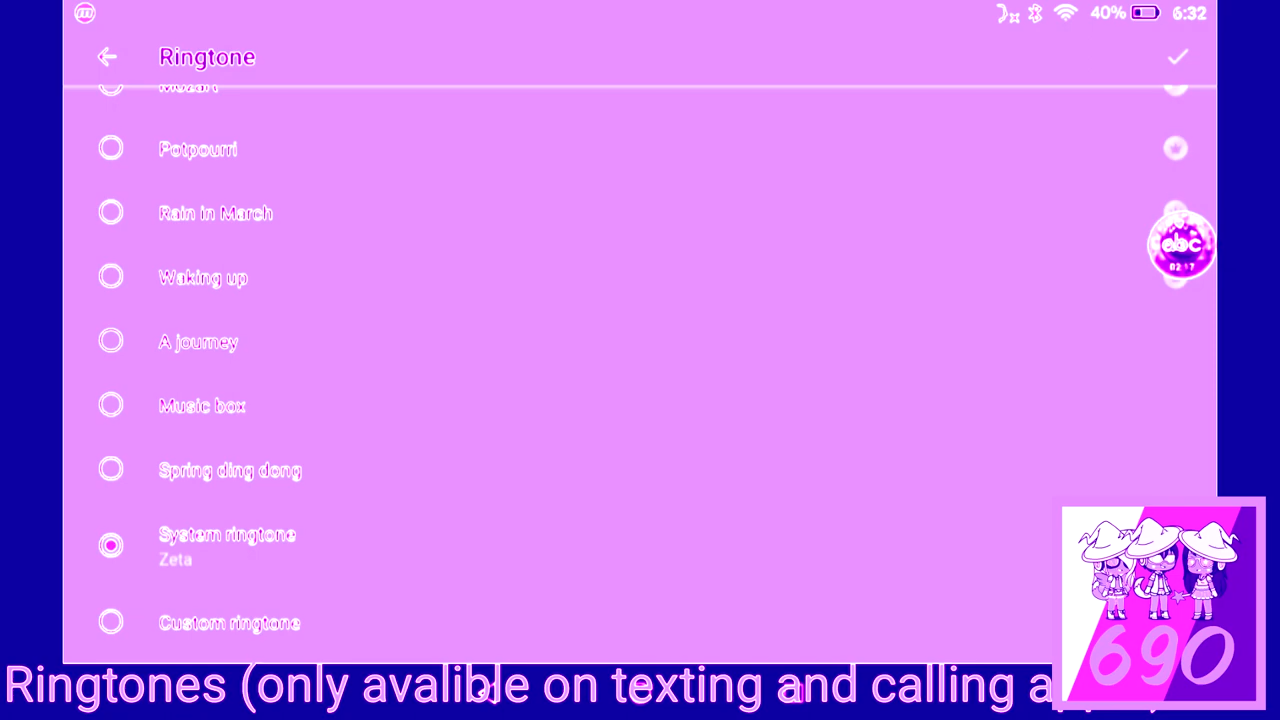 40% 6:32
Ringtone
Mozart
Potpourri
Rain in March
abc
Waking up
A journey
Music box
Spring ding dong
System ringtone
Zeta
Custom ringtone
690
Ringtones (only avalible on texting and calling